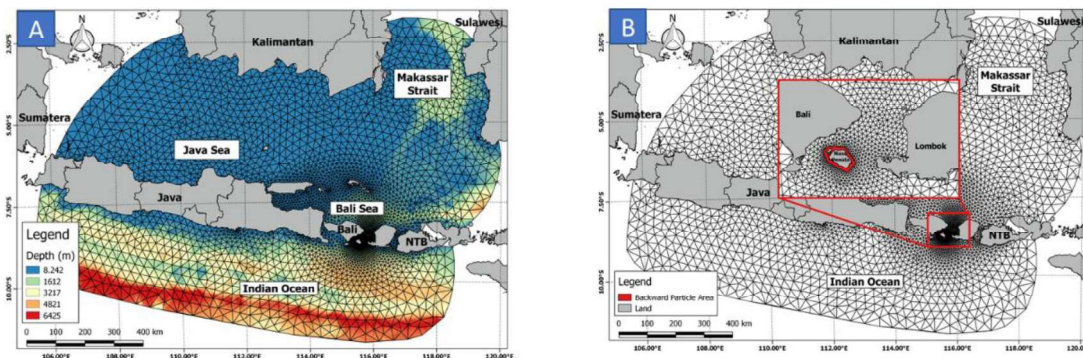 A
N
Kalimantan
Sulawesi
2.50°S
Makassar
Strait
Sumatera
5.00°S
Java Sea
Java
7.50°S
Bali Sea
Bali
NTB
Legend
Depth (m)
8.242
1612
3217
4821
6425
10.00°S
Indian Ocean
0 100 200 300 400 km
106.00°E 108.00°E 110.00°E 112.00°E 114.00°E 116.00°E 118.00°E 120.0
B
N
Kalimantan
Sulawesi
2.50°S
Makassar
Strait
Sumatera
5.00°S
Bali
Lombok
Java
7.50°S
NTB
10.00°S
Indian Ocean
Legend
Backward Particle Area
Land
0 100 200 300 400 km
106.00°E 108.00°E 110.00°E 112.00°E 114.00°E 116.00°E 118.00°E 120.0